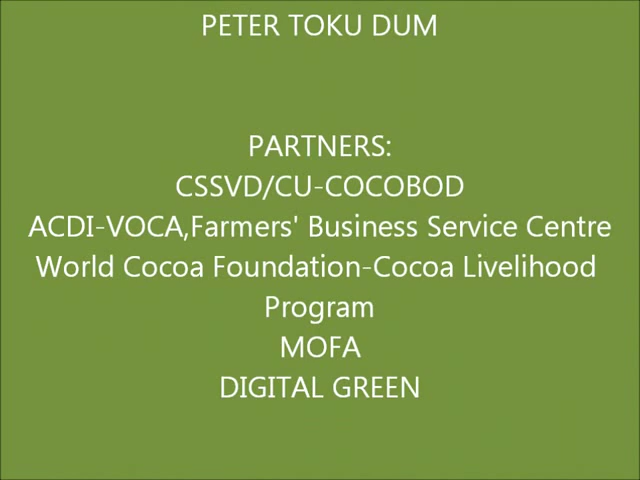 PETER TOKU DUM
PARTNERS:
CSSVD/CU-COCOBOD
ACDI-VOCA,Farmers' Business Service Centre
World Cocoa Foundation-Cocoa Livelihood
Program
MOFA
DIGITAL GREEN